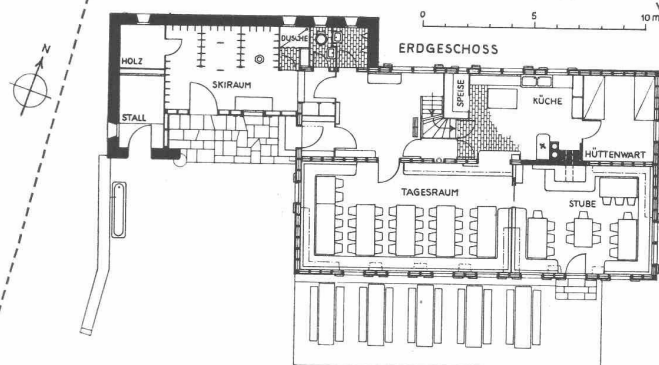 0 5 10 m
ERDGESCHOSS
N
HOLZ
DUSCHE
SKIRAUM
SPEISE
KÜCHE
STALL
HÜTTENWART
TAGESRAUM
STUBE